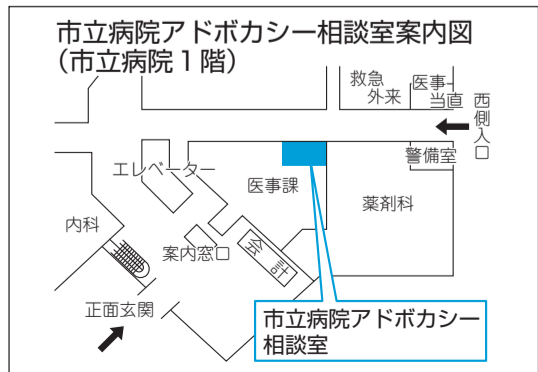 市立病院アドボカシー相談室案内図
（市立病院１階）
救急
外来
医事
当直
西側入口
エレベーター
医事課
警備室
薬剤科
内科
案内窓口
会計
正面玄関
市立病院アドボカシー
相談室